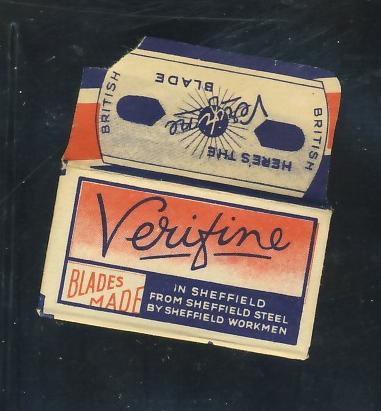 BRITISH
BLADE
Verifine
HERE'S THE
BRITISH
Verifine
BLADES
MADE
IN SHEFFIELD
FROM SHEFFIELD STEEL
BY SHEFFIELD WORKMEN